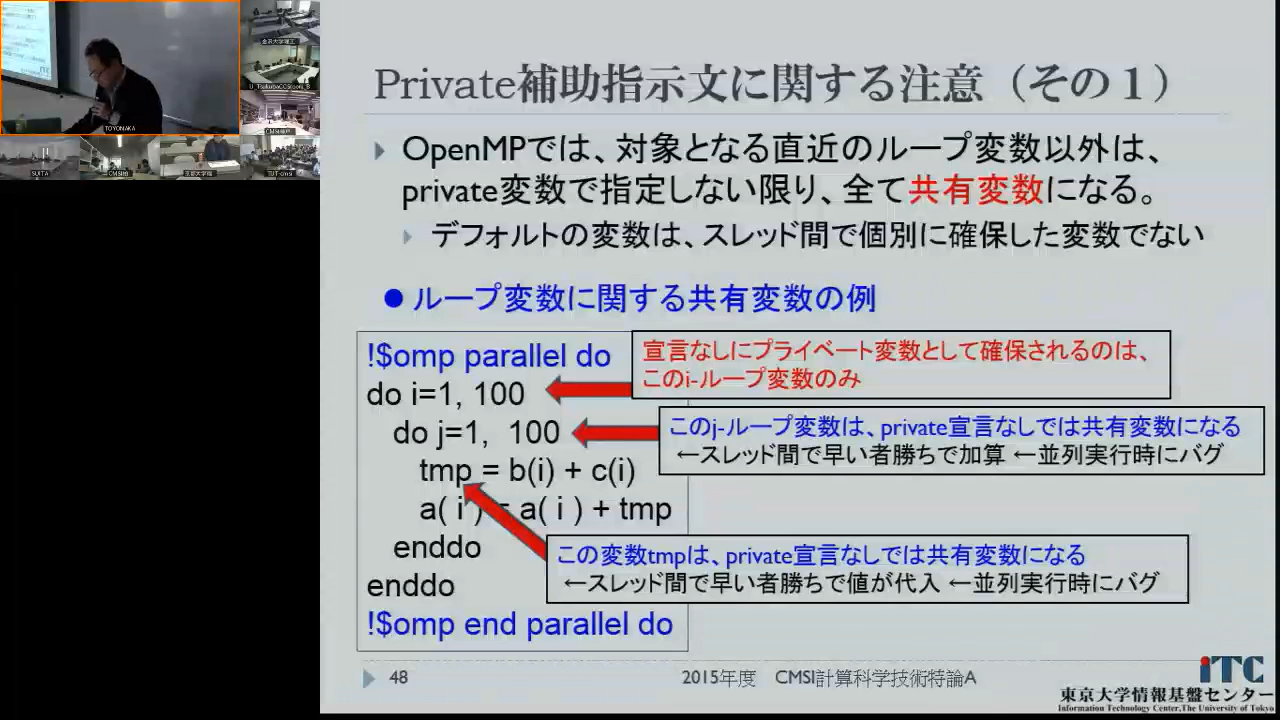 Private補助指示文に関する注意（その１）
OpenMPでは、対象となる直近のループ変数以外は、
private変数で指定しない限り、全て共有変数になる。
デフォルトの変数は、スレッド間で個別に確保した変数でない
ループ変数に関する共有変数の例
!$omp parallel do
do i=1, 100
do j=1, 100
tmp = b(i) + c(i)
a( i ) = a( i ) + tmp
enddo
enddo
!$omp end parallel do
宣言なしにプライベート変数として確保されるのは、
このi-ループ変数のみ
このj-ループ変数は、private宣言なしでは共有変数になる
←スレッド間で早い者勝ちで加算 ←並列実行時にバグ
この変数tmpは、private宣言なしでは共有変数になる
←スレッド間で早い者勝ちで値が代入 ←並列実行時にバグ
48
2015年度 CMSI計算科学技術特論A
iTC
東京大学情報基盤センター
Information Technology Center,The University of Tokyo
TOYONAKA
SUITA
TUT-cmsi